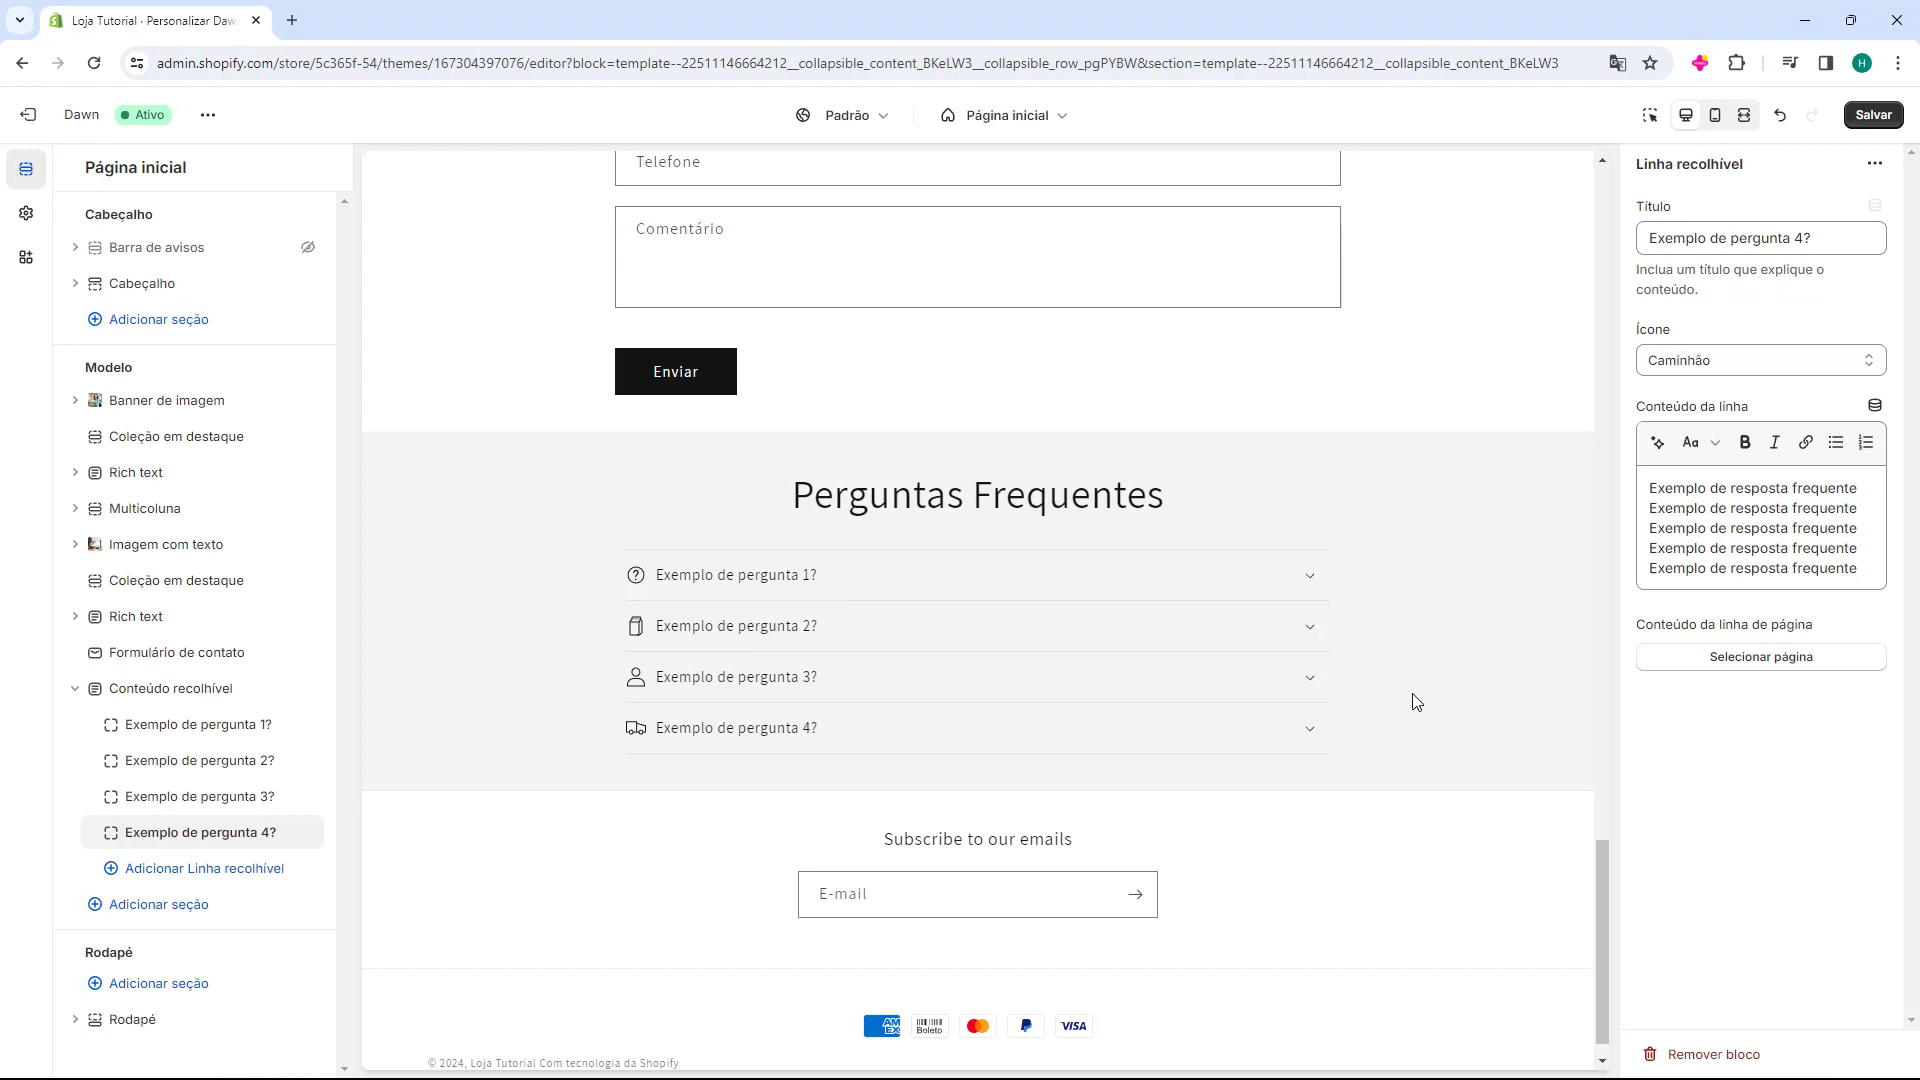 Loja Tutorial · Personalizar Daw
admin.shopify.com/store/5c365f-54/themes/167304397076/editor?block=template--22511146664212__collapsible_content_BKeLW3__collapsible_row_pgPYBW&section=template--22511146664212__collapsible_content_BKeLW3
H
Dawn
Ativo
Padrão
Página inicial
Salvar
Página inicial
Cabeçalho
Barra de avisos
Cabeçalho
Adicionar seção
Modelo
Banner de imagem
Coleção em destaque
Rich text
Multicoluna
Imagem com texto
Coleção em destaque
Rich text
Formulário de contato
Conteúdo recolhível
Exemplo de pergunta 1?
Exemplo de pergunta 2?
Exemplo de pergunta 3?
Exemplo de pergunta 4?
Adicionar Linha recolhível
Adicionar seção
Rodapé
Adicionar seção
Rodapé
Telefone
Comentário
Enviar
Perguntas Frequentes
Exemplo de pergunta 1?
Exemplo de pergunta 2?
Exemplo de pergunta 3?
Exemplo de pergunta 4?
Subscribe to our emails
E-mail
AMEX
Boleto
VISA
© 2024, Loja Tutorial Com tecnologia da Shopify
Linha recolhível
Título
Exemplo de pergunta 4?
Inclua um título que explique o
conteúdo.
Ícone
Caminhão
Conteúdo da linha
Aa
B
I
Exemplo de resposta frequente
Exemplo de resposta frequente
Exemplo de resposta frequente
Exemplo de resposta frequente
Exemplo de resposta frequente
Conteúdo da linha de página
Selecionar página
Remover bloco